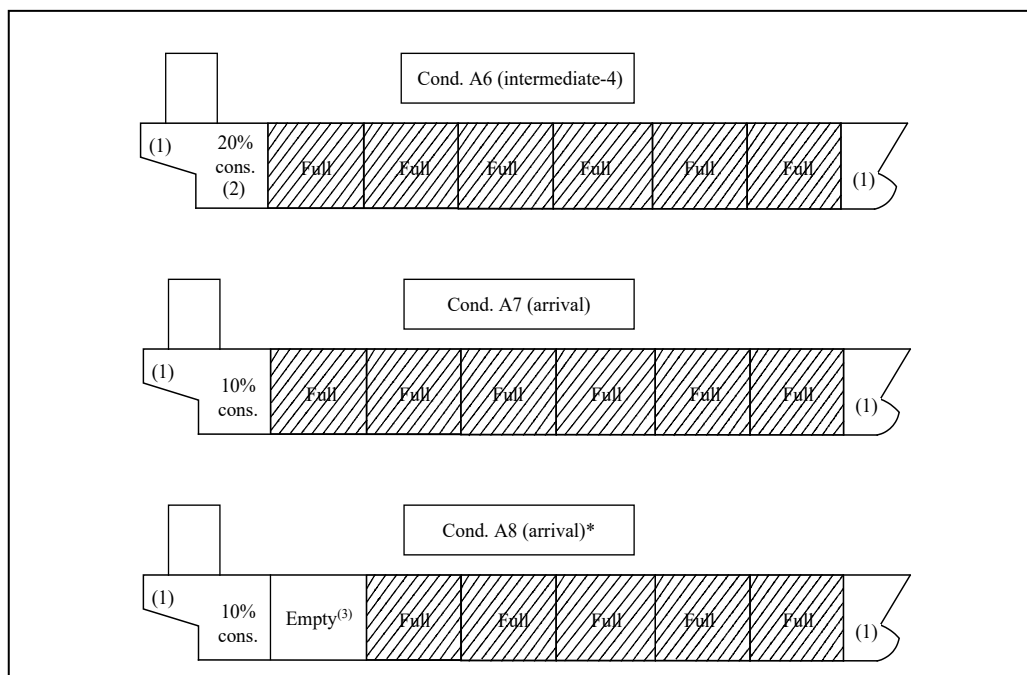 Cond. A6 (intermediate-4)
(1)
20%
cons.
(2)
Full
Full
Full
Full
Full
Full
(1)
Cond. A7 (arrival)
(1)
10%
cons.
Full
Full
Full
Full
Full
Full
(1)
Cond. A8 (arrival)*
(1)
10%
cons.
Empty(3)
Full
Full
Full
Full
Full
(1)